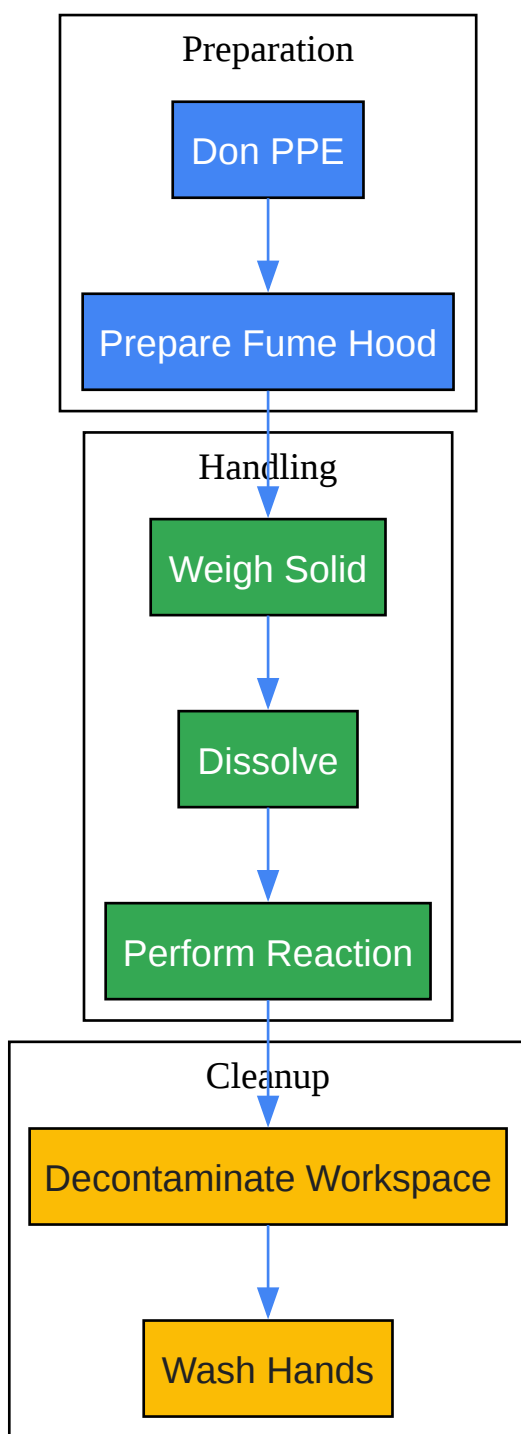 Preparation
Don PPE
Prepare Fume Hood
Handling
Weigh Solid
Dissolve
Perform Reaction
Cleanup
Decontaminate Workspace
Wash Hands